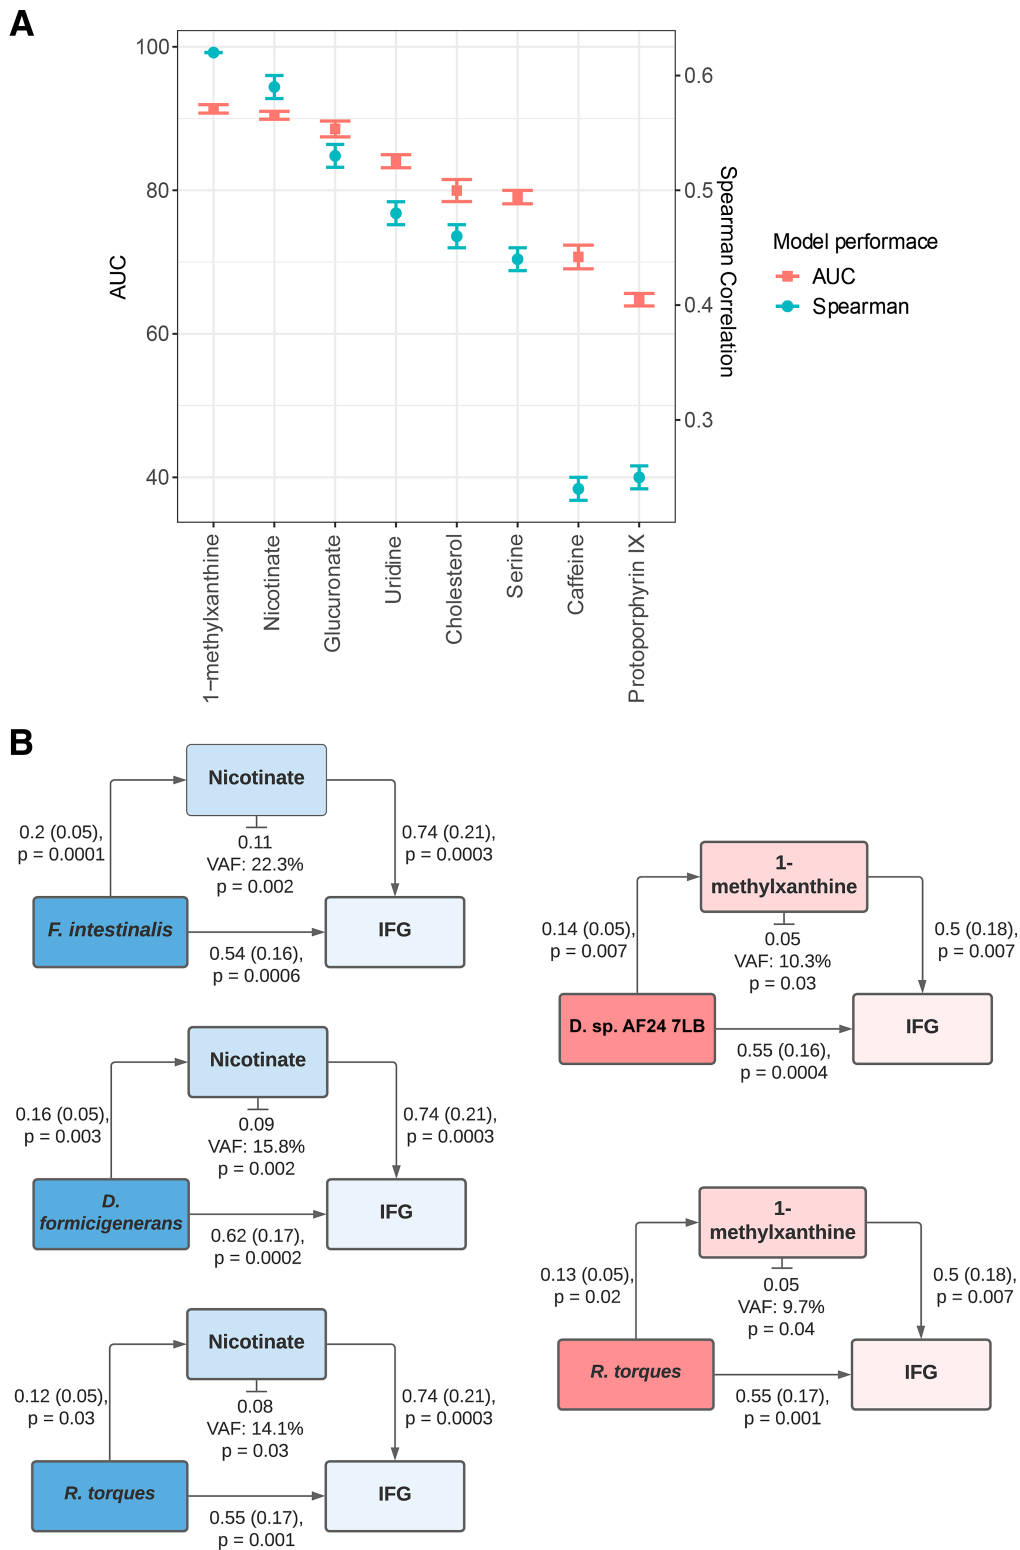 A
100
80
60
40
AUC
0.6
0.5
0.4
0.3
Spearman Correlation
Model performace
AUC
Spearman
1−methylxanthine
Nicotinate
Glucuronate
Uridine
Cholesterol
Serine
Caffeine
Protoporphyrin IX
B
Nicotinate
0.2 (0.05),
p = 0.0001
0.11
VAF: 22.3%
p = 0.002
0.74 (0.21),
p = 0.0003
F. intestinalis
IFG
0.54 (0.16),
p = 0.0006
Nicotinate
0.16 (0.05),
p = 0.003
0.09
VAF: 15.8%
p = 0.002
0.74 (0.21),
p = 0.0003
D.
formicigenerans
IFG
0.62 (0.17),
p = 0.0002
Nicotinate
0.12 (0.05),
p = 0.03
0.08
VAF: 14.1%
p = 0.03
0.74 (0.21),
p = 0.0003
R. torques
IFG
0.55 (0.17),
p = 0.001
1-
methylxanthine
0.14 (0.05),
p = 0.007
0.05
VAF: 10.3%
p = 0.03
0.5 (0.18),
p = 0.007
D. sp. AF24 7LB
IFG
0.55 (0.16),
p = 0.0004
1-
methylxanthine
0.13 (0.05),
p = 0.02
0.05
VAF: 9.7%
p = 0.04
0.5 (0.18),
p = 0.007
R. torques
IFG
0.55 (0.17),
p = 0.001